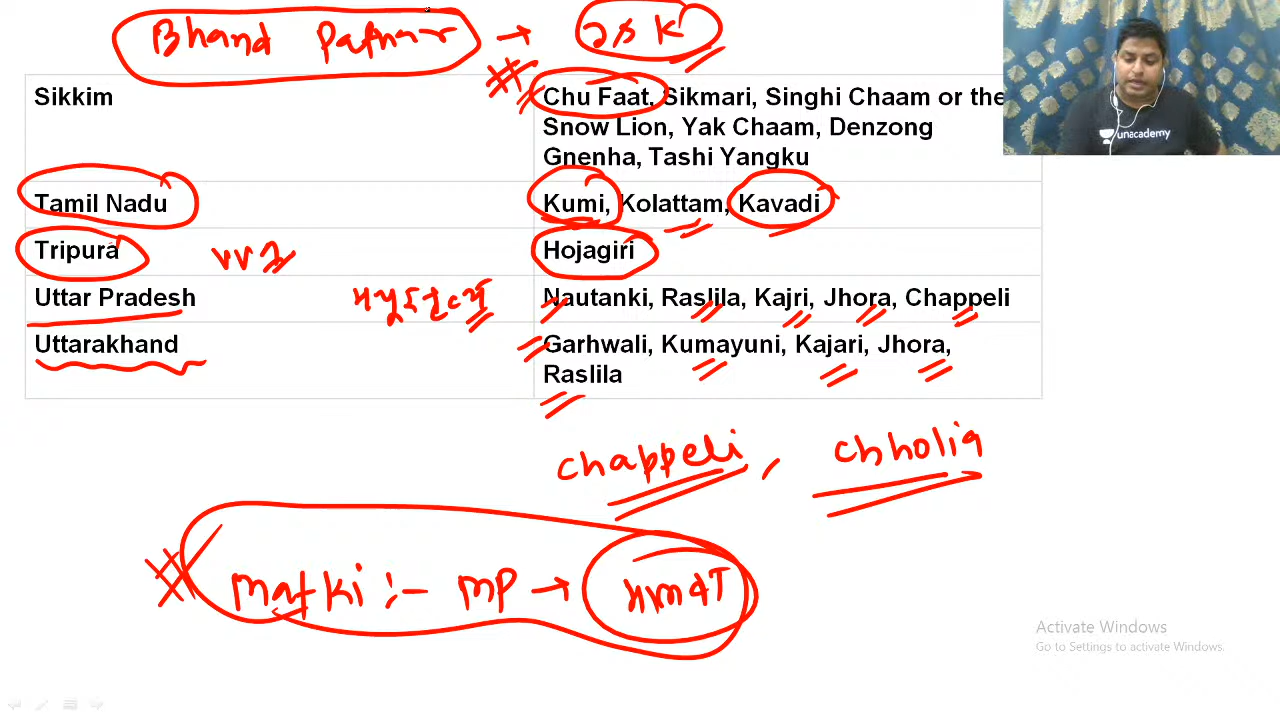 Bhand Pathar → J&K
unacademy
Sikkim
Chu Faat, Sikmari, Singhi Chaam or the
Snow Lion, Yak Chaam, Denzong
Gnenha, Tashi Yangku
Tamil Nadu
Kumi, Kolattam, Kavadi
Tripura
Hojagiri
Uttar Pradesh
Nautanki, Raslila, Kajri, Jhora, Chappeli
Uttarakhand
Garhwali, Kumayuni, Kajari, Jhora,
Raslila
chappeli, chholia
Matki :- MP →
Activate Windows
Go to Settings to activate Windows.